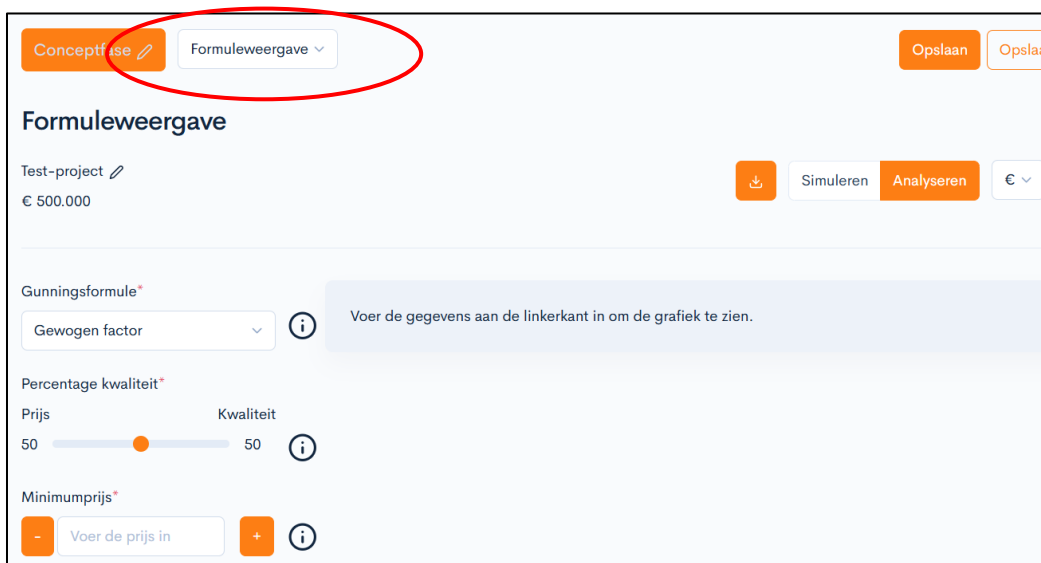 Conceptfase
Formuleweergave
Opslaan
Opslaa
Formuleweergave
Test-project
€ 500.000
Simuleren
Analyseren
€
Gunningsformule*
Gewogen factor
Voer de gegevens aan de linkerkant in om de grafiek te zien.
Percentage kwaliteit*
Prijs
Kwaliteit
50
50
Minimumprijs*
-
Voer de prijs in
+